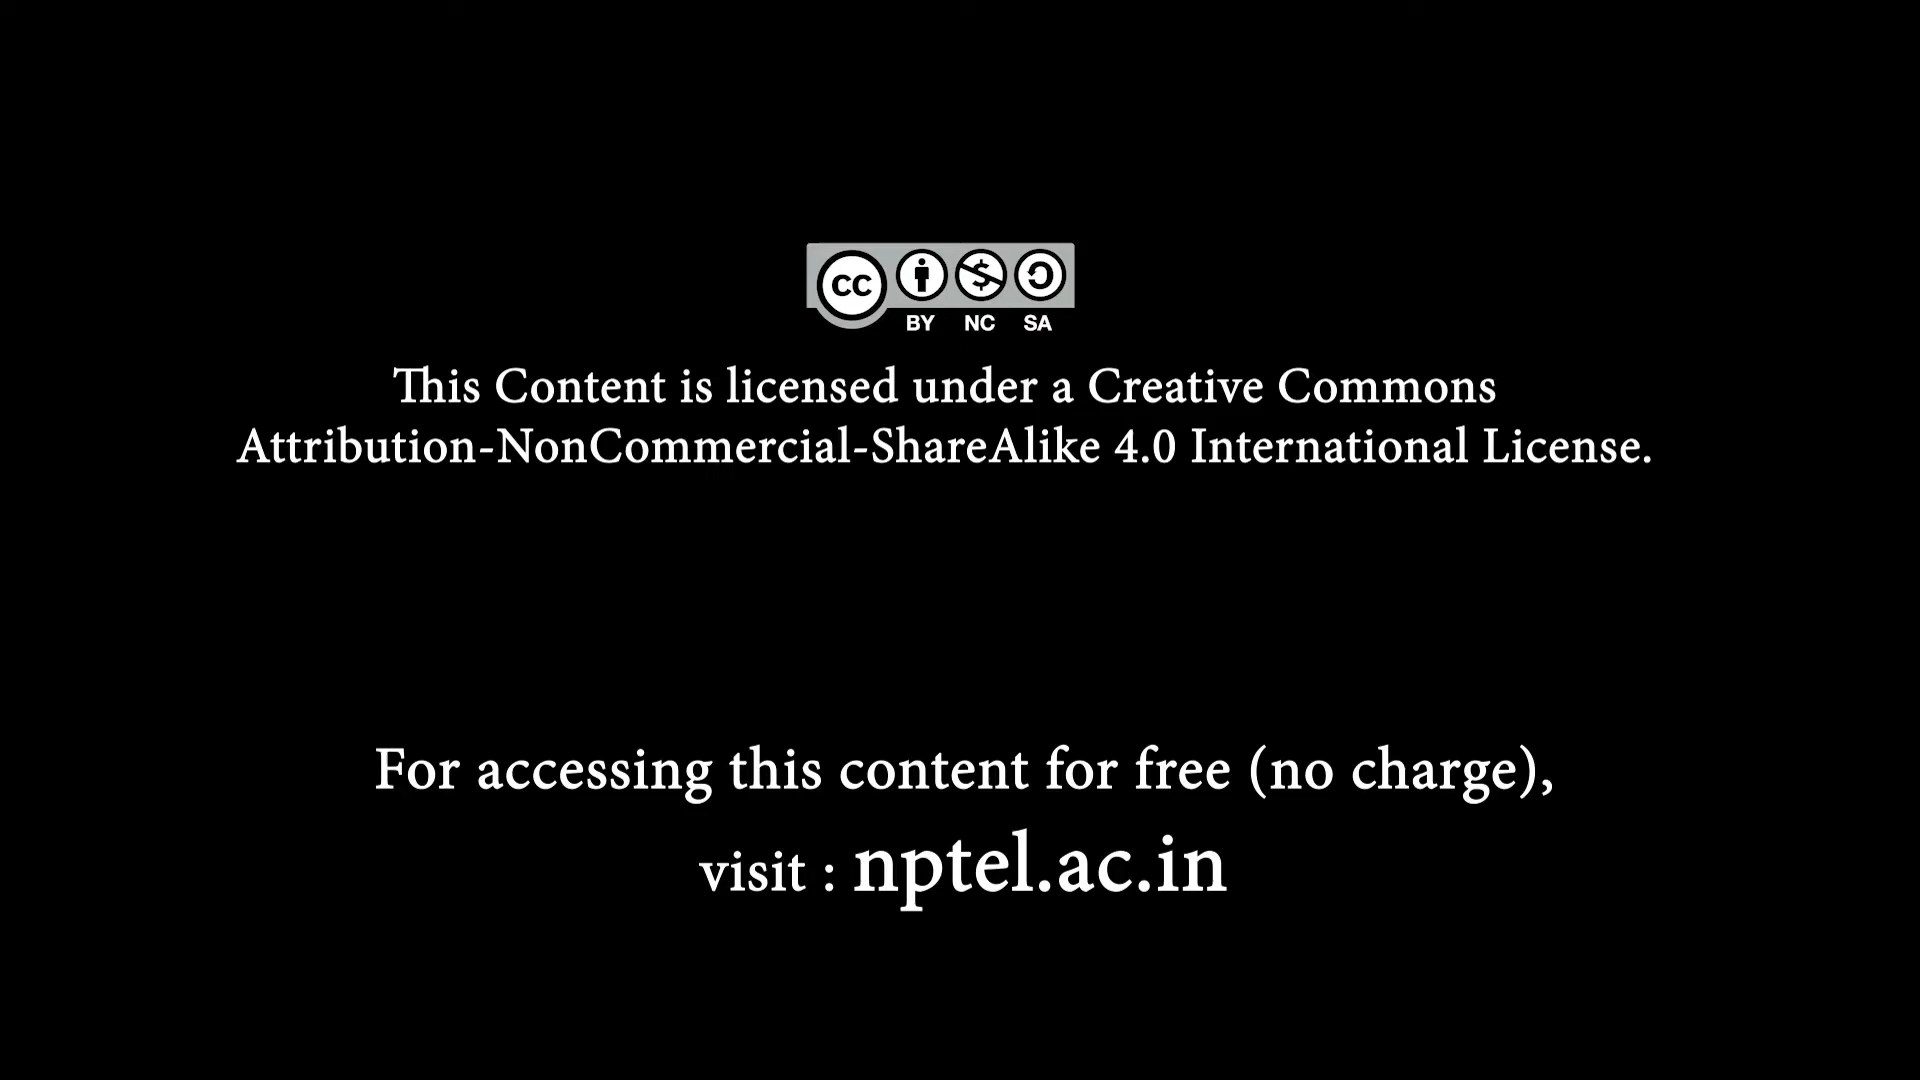 cc
BY NC SA
This Content is licensed under a Creative Commons
Attribution-NonCommercial-ShareAlike 4.0 International License.
For accessing this content for free (no charge),
visit : nptel.ac.in